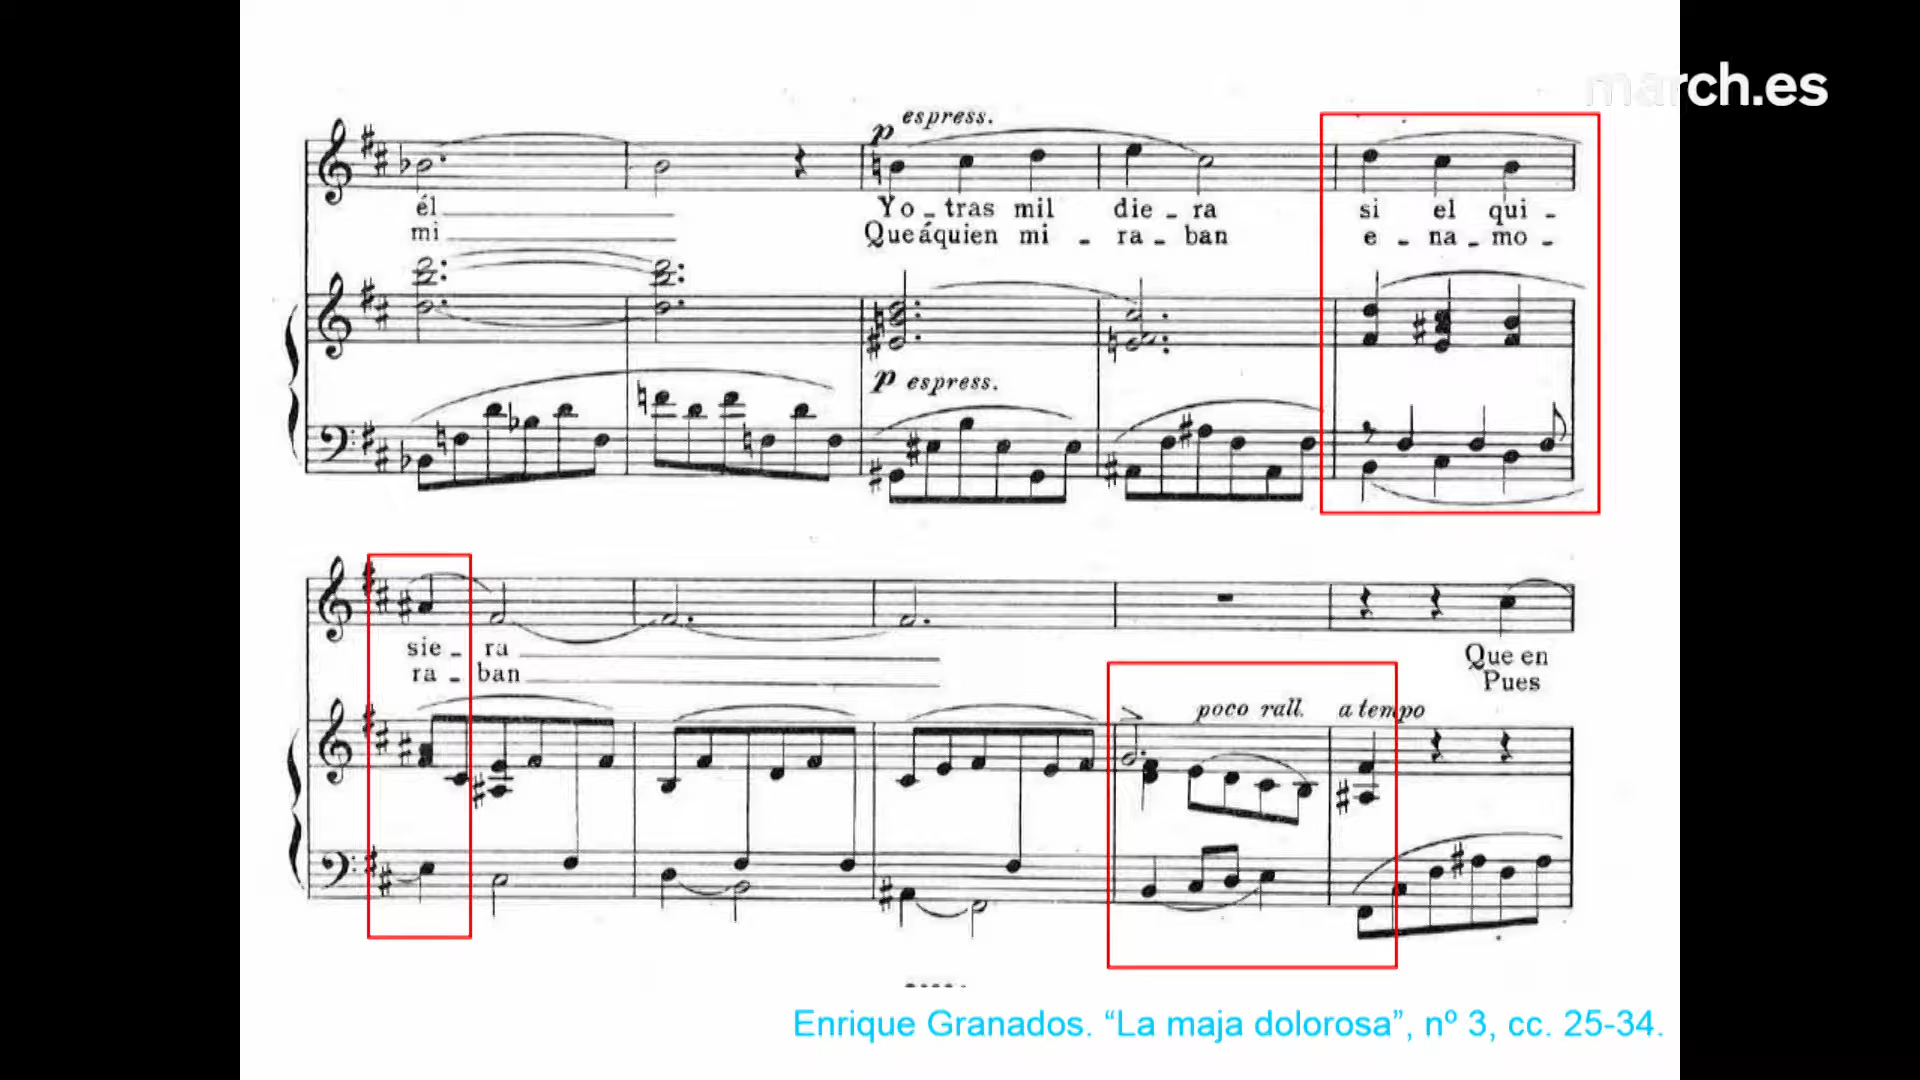 march.es
p espress.
él
Yo - tras mil die - ra si el qui -
mi
Que á quien mi - ra - ban e - na - mo -
p espress.
sie - ra
Que en
ra - ban
Pues
poco rall. a tempo
Enrique Granados. “La maja dolorosa”, nº 3, cc. 25-34.